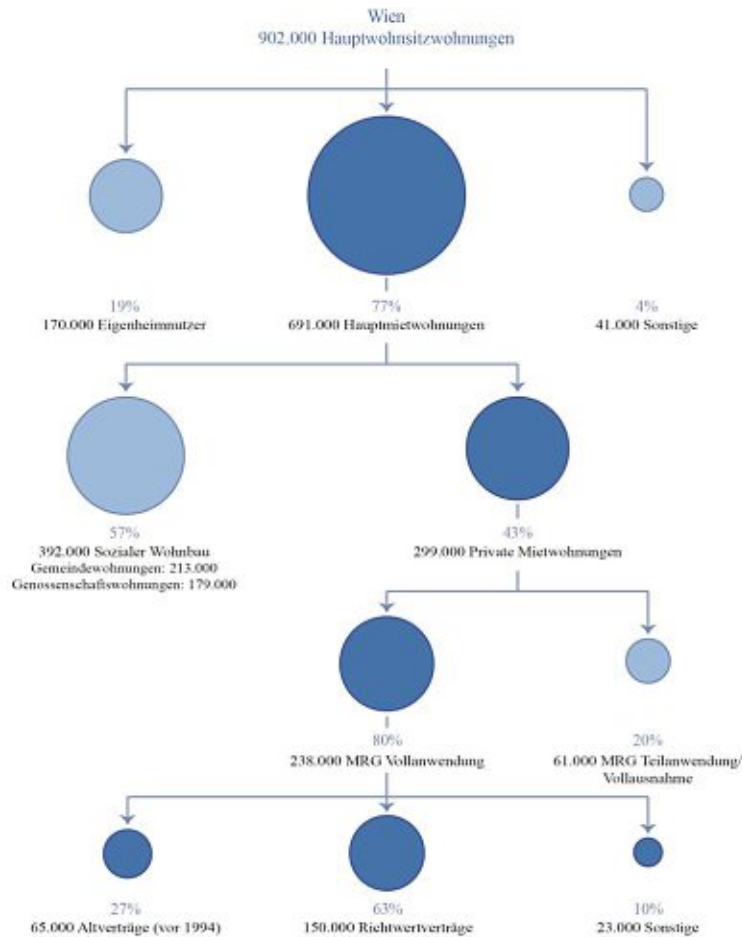 Wien
902.000 Hauptwohnsitzwohnungen
19%
170.000 Eigenheimnutzer
77%
691.000 Hauptmietwohnungen
4%
41.000 Sonstige
57%
392.000 Sozialer Wohnbau
Gemeindewohnungen: 213.000
Genossenschaftswohnungen: 179.000
43%
299.000 Private Mietwohnungen
80%
238.000 MRG Vollanwendung
20%
61.000 MRG Teilanwendung/
Vollausnahme
27%
65.000 Altverträge (vor 1994)
63%
150.000 Richtwertverträge
10%
23.000 Sonstige